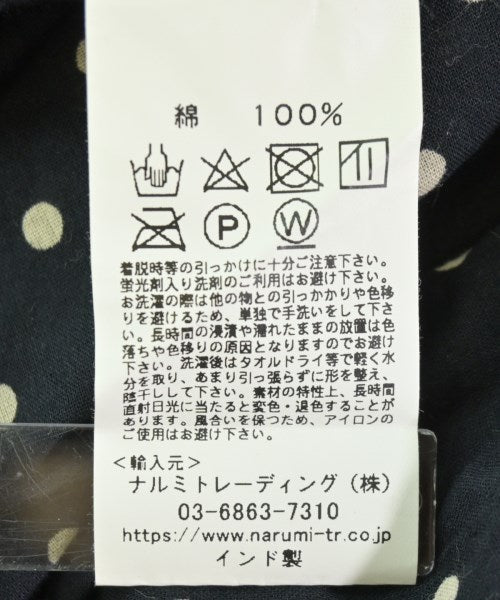 綿 100%
P W
着脱時等の引っかけに十分ご注意下さい。
蛍光剤入り洗剤のご利用はお避け下さい。
お洗濯の際は他の物との引っかかりや色移
りを避けるため、単独で手洗いをして下さ
い。長時間の浸漬や濡れたままの放置は色
落ちや色移りの原因となりますのでお避け
下さい。洗濯後はタオルドライ等で軽く水
分を取り、あまり引っ張らずに形を整え、
陰干しして下さい。素材の特性上、長時間
直射日光に当たると変色・退色することが
あります。風合いを保つため、アイロンの
ご使用はお避け下さい。
<輸入元>
ナルミトレーディング(株)
03-6863-7310
https://www.narumi-tr.co.jp
インド製